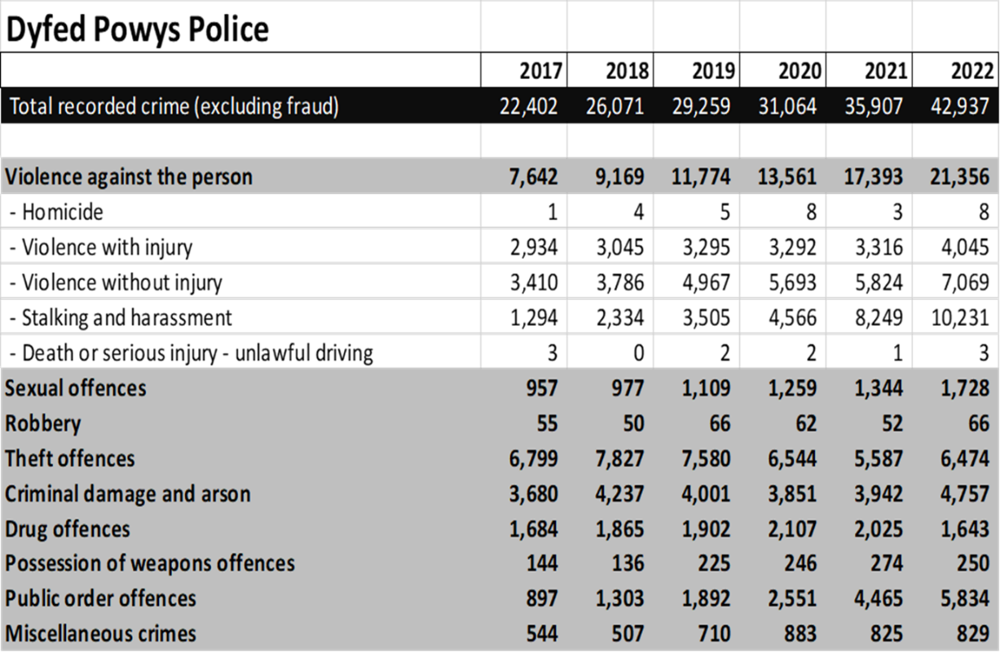 Dyfed Powys Police
2017 2018 2019 2020 2021 2022
Total recorded crime (excluding fraud) 22,402 26,071 29,259 31,064 35,907 42,937
Violence against the person 7,642 9,169 11,774 13,561 17,393 21,356
- Homicide 1 4 5 8 3 8
- Violence with injury 2,934 3,045 3,295 3,292 3,316 4,045
- Violence without injury 3,410 3,786 4,967 5,693 5,824 7,069
- Stalking and harassment 1,294 2,334 3,505 4,566 8,249 10,231
- Death or serious injury - unlawful driving 3 0 2 2 1 3
Sexual offences 957 977 1,109 1,259 1,344 1,728
Robbery 55 50 66 62 52 66
Theft offences 6,799 7,827 7,580 6,544 5,587 6,474
Criminal damage and arson 3,680 4,237 4,001 3,851 3,942 4,757
Drug offences 1,684 1,865 1,902 2,107 2,025 1,643
Possession of weapons offences 144 136 225 246 274 250
Public order offences 897 1,303 1,892 2,551 4,465 5,834
Miscellaneous crimes 544 507 710 883 825 829